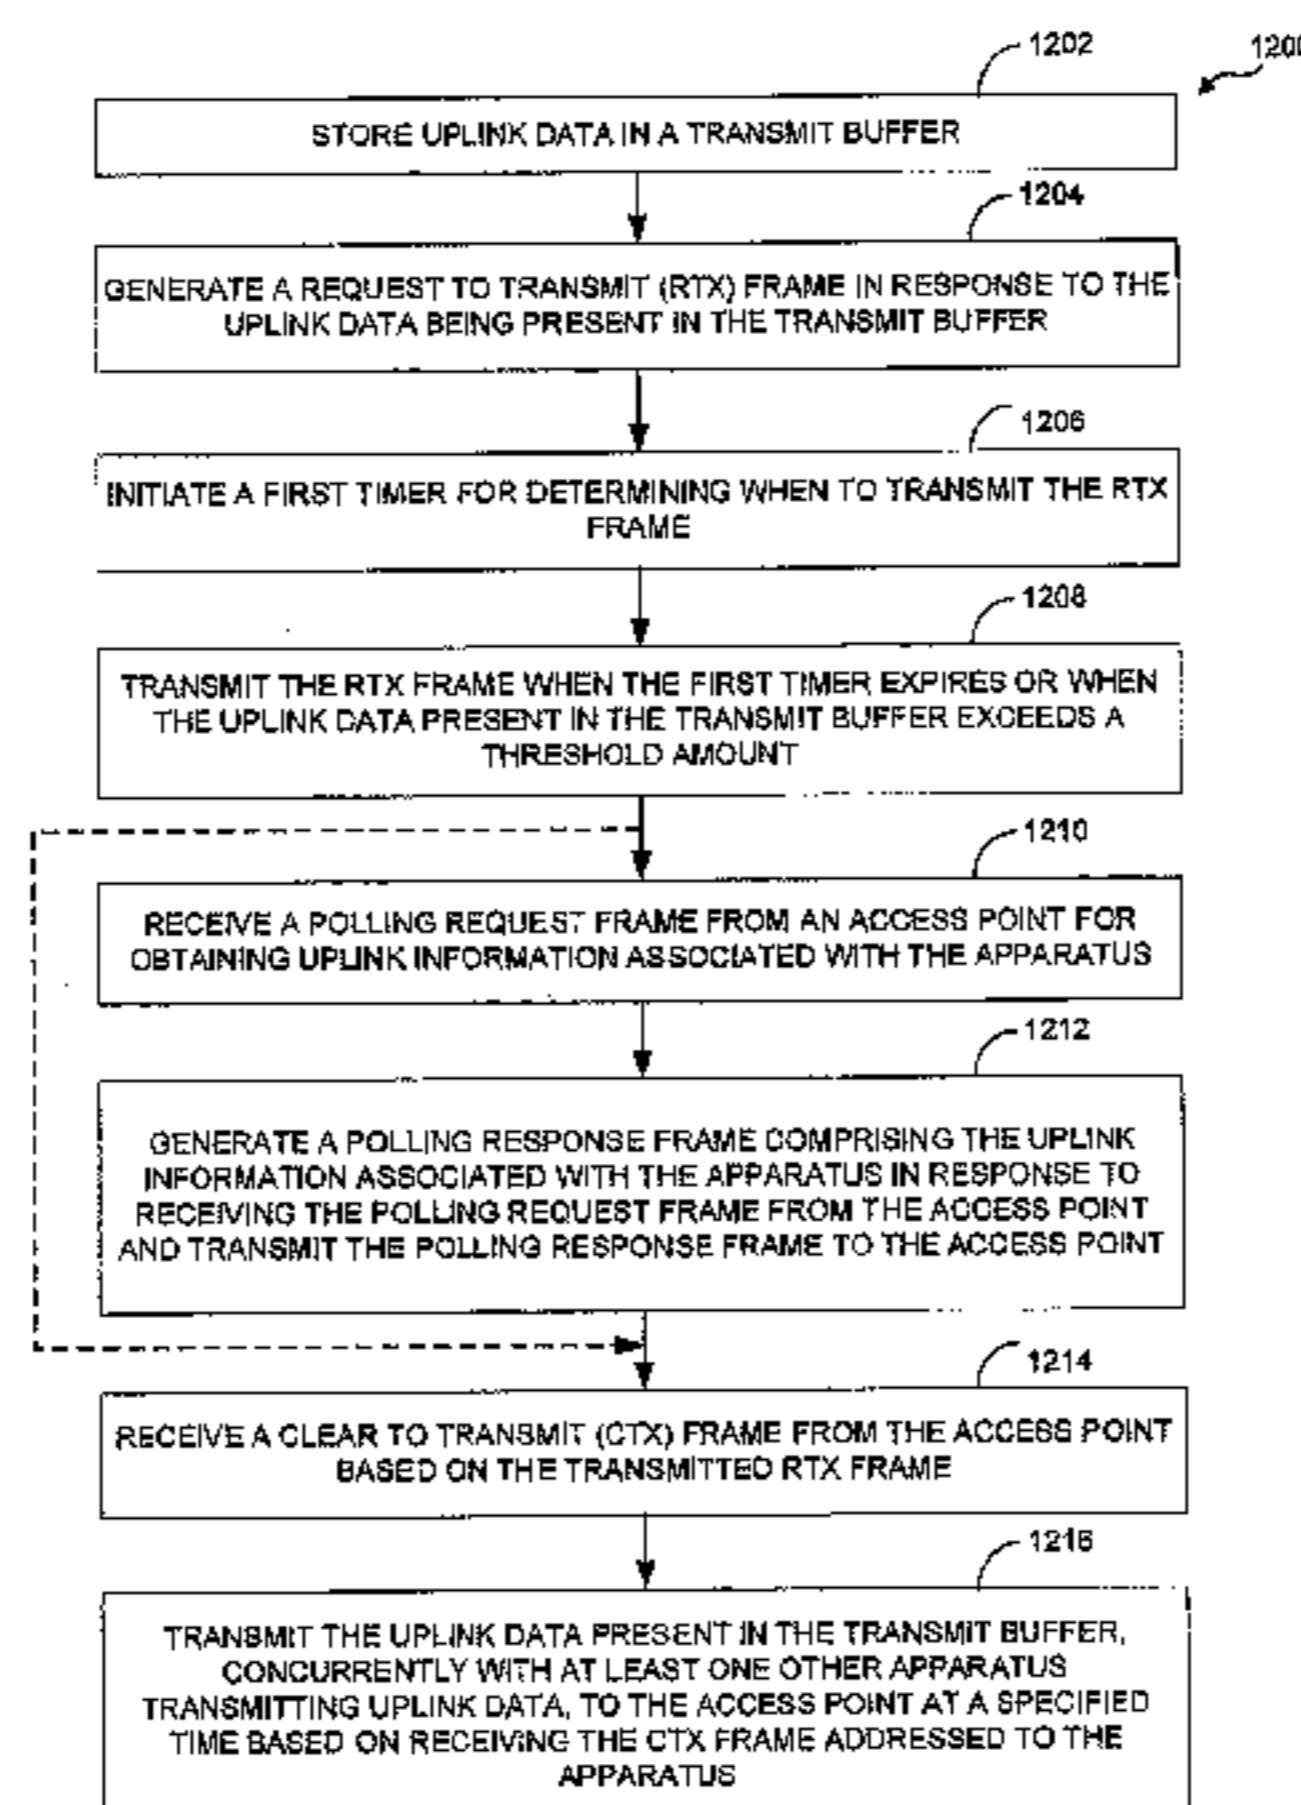 1202
1200
STORE UPLINK DATA IN A TRANSMIT BUFFER
1204
GENERATE A REQUEST TO TRANSMIT (RTX) FRAME IN RESPONSE TO THE
UPLINK DATA BEING PRESENT IN THE TRANSMIT BUFFER
1206
INITIATE A FIRST TIMER FOR DETERMINING WHEN TO TRANSMIT THE RTX
FRAME
1208
TRANSMIT THE RTX FRAME WHEN THE FIRST TIMER EXPIRES OR WHEN
THE UPLINK DATA PRESENT IN THE TRANSMIT BUFFER EXCEEDS A
THRESHOLD AMOUNT
1210
RECEIVE A POLLING REQUEST FRAME FROM AN ACCESS POINT FOR
OBTAINING UPLINK INFORMATION ASSOCIATED WITH THE APPARATUS
1212
GENERATE A POLLING RESPONSE FRAME COMPRISING THE UPLINK
INFORMATION ASSOCIATED WITH THE APPARATUS IN RESPONSE TO
RECEIVING THE POLLING REQUEST FRAME FROM THE ACCESS POINT
AND TRANSMIT THE POLLING RESPONSE FRAME TO THE ACCESS POINT
1214
RECEIVE A CLEAR TO TRANSMIT (CTX) FRAME FROM THE ACCESS POINT
BASED ON THE TRANSMITTED RTX FRAME
1216
TRANSMIT THE UPLINK DATA PRESENT IN THE TRANSMIT BUFFER,
CONCURRENTLY WITH AT LEAST ONE OTHER APPARATUS
TRANSMITTING UPLINK DATA, TO THE ACCESS POINT AT A SPECIFIED
TIME BASED ON RECEIVING THE CTX FRAME ADDRESSED TO THE
APPARATUS